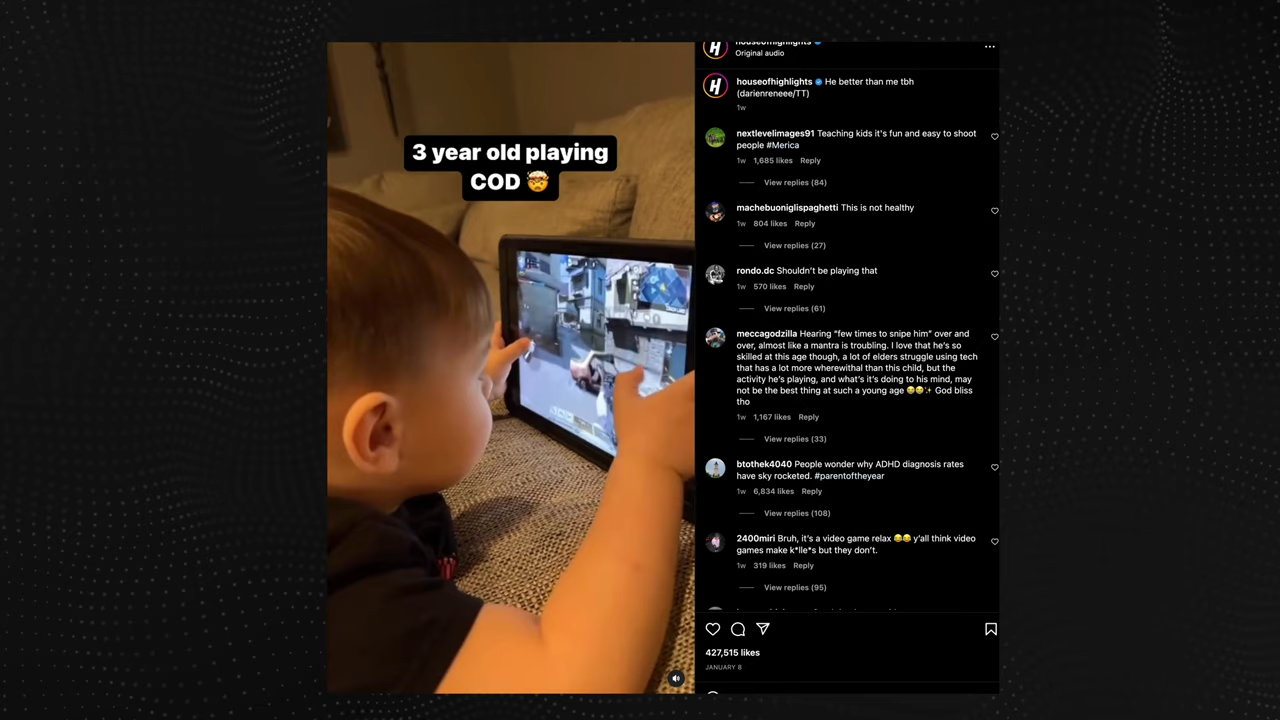 3 year old playing
COD 🤯
houseofhighlights
Original audio
houseofhighlights He better than me tbh
(darienreneee/TT)
1w
nextlevelimages91 Teaching kids it's fun and easy to shoot
people #Merica
1w 1,685 likes Reply
View replies (84)
machebuoniglispaghetti This is not healthy
1w 804 likes Reply
View replies (27)
rondo.dc Shouldn't be playing that
1w 570 likes Reply
View replies (61)
meccagodzilla Hearing “few times to snipe him” over and
over, almost like a mantra is troubling. I love that he's so
skilled at this age though, a lot of elders struggle using tech
that has a lot more wherewithal than this child, but the
activity he's playing, and what's it's doing to his mind, may
not be the best thing at such a young age 😅😅✨ God bliss
tho
1w 1,167 likes Reply
View replies (33)
btothek4040 People wonder why ADHD diagnosis rates
have sky rocketed. #parentoftheyear
1w 6,834 likes Reply
View replies (108)
2400miri Bruh, it's a video game relax 😂😂 y'all think video
games make k*lle*s but they don't.
1w 319 likes Reply
View replies (95)
427,515 likes
JANUARY 8